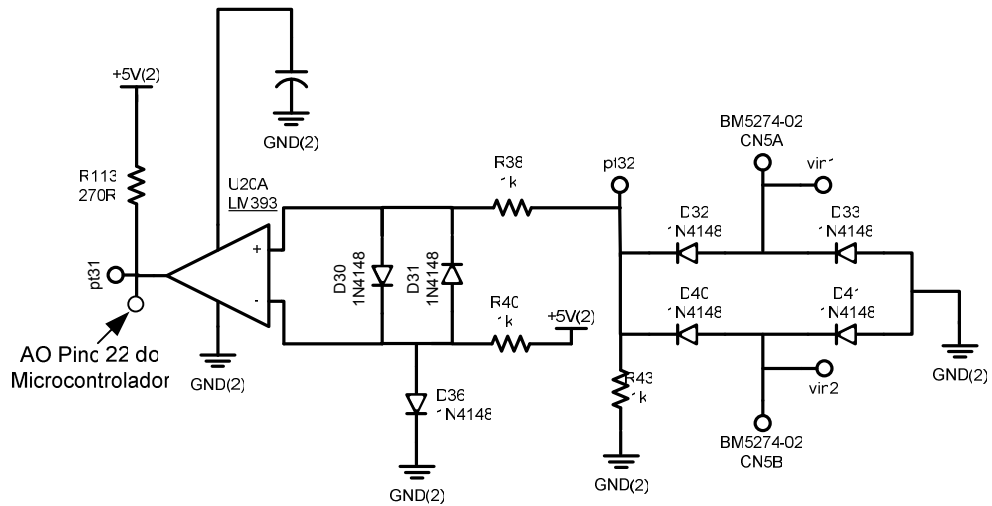 +5V(2)
R113
270R
U20A
LM393
GND(2)
pt31
+
-
AO Pino 22 do
Microcontrolador
GND(2)
D30
1N4148
D31
1N4148
R38
1k
R40
1k
+5V(2)
D36
1N4148
GND(2)
pt32
R43
1k
GND(2)
BM5274-02
CN5A
vin1
D32
1N4148
D33
1N4148
D40
1N4148
D41
1N4148
vin2
BM5274-02
CN5B
GND(2)